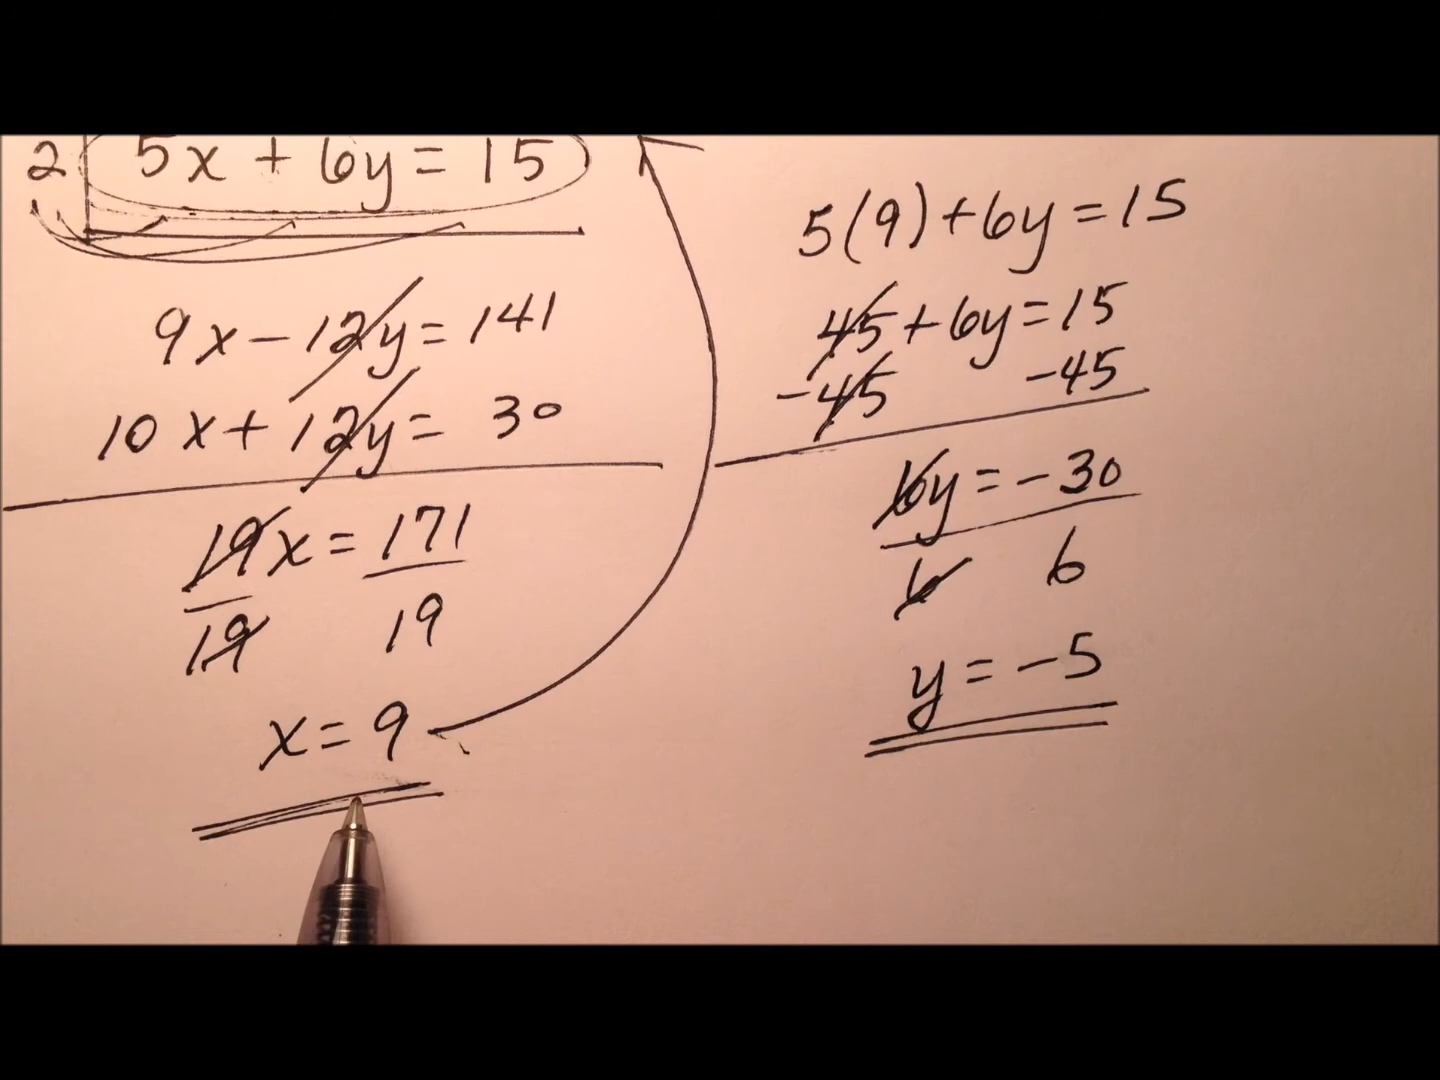 2 5x + 6y = 15
9x - 12y = 141
10x + 12y = 30
19x = 171
19 19
x = 9
5(9) + 6y = 15
45 + 6y = 15
-45 -45
6y = -30
6 6
y = -5